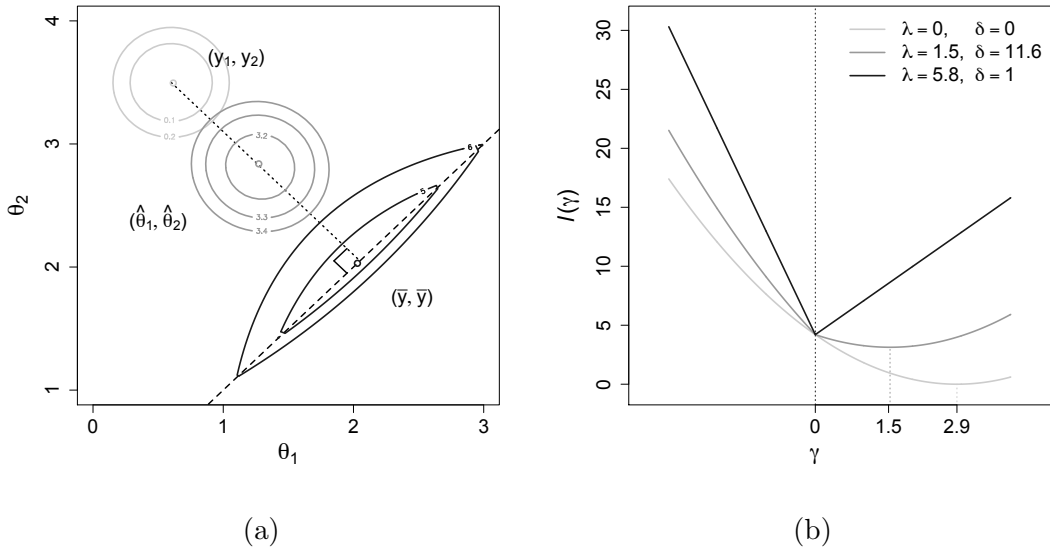 4
3
2
1
θ₂
(y₁, y₂)
0.1
0.2
3.2
3.3
3.4
(θ̂₁, θ̂₂)
6
5
(y̅, y̅)
0 1 2 3
θ₁
(a)
30
25
20
15
10
5
0
l(γ)
λ = 0, δ = 0
λ = 1.5, δ = 11.6
λ = 5.8, δ = 1
0 1.5 2.9
γ
(b)